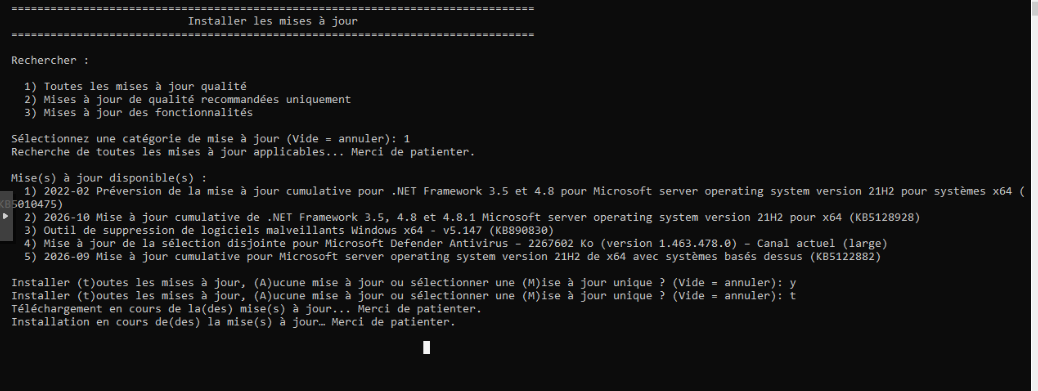 ================================================================================
Installer les mises à jour
================================================================================
Rechercher :
1) Toutes les mises à jour qualité
2) Mises à jour de qualité recommandées uniquement
3) Mises à jour des fonctionnalités
Sélectionnez une catégorie de mise à jour (Vide = annuler): 1
Recherche de toutes les mises à jour applicables... Merci de patienter.
Mise(s) à jour disponible(s) :
1) 2022-02 Préversion de la mise à jour cumulative pour .NET Framework 3.5 et 4.8 pour Microsoft server operating system version 21H2 pour systèmes x64 (
KB5010475)
2) 2026-10 Mise à jour cumulative de .NET Framework 3.5, 4.8 et 4.8.1 Microsoft server operating system version 21H2 pour x64 (KB5128928)
3) Outil de suppression de logiciels malveillants Windows x64 - v5.147 (KB890830)
4) Mise à jour de la sélection disjointe pour Microsoft Defender Antivirus – 2267602 Ko (version 1.463.478.0) – Canal actuel (large)
5) 2026-09 Mise à jour cumulative pour Microsoft server operating system version 21H2 de x64 avec systèmes basés dessus (KB5122882)
Installer (t)outes les mises à jour, (A)ucune mise à jour ou sélectionner une (M)ise à jour unique ? (Vide = annuler): y
Installer (t)outes les mises à jour, (A)ucune mise à jour ou sélectionner une (M)ise à jour unique ? (Vide = annuler): t
Téléchargement en cours de la(des) mise(s) à jour... Merci de patienter.
Installation en cours de(des) la mise(s) à jour… Merci de patienter.